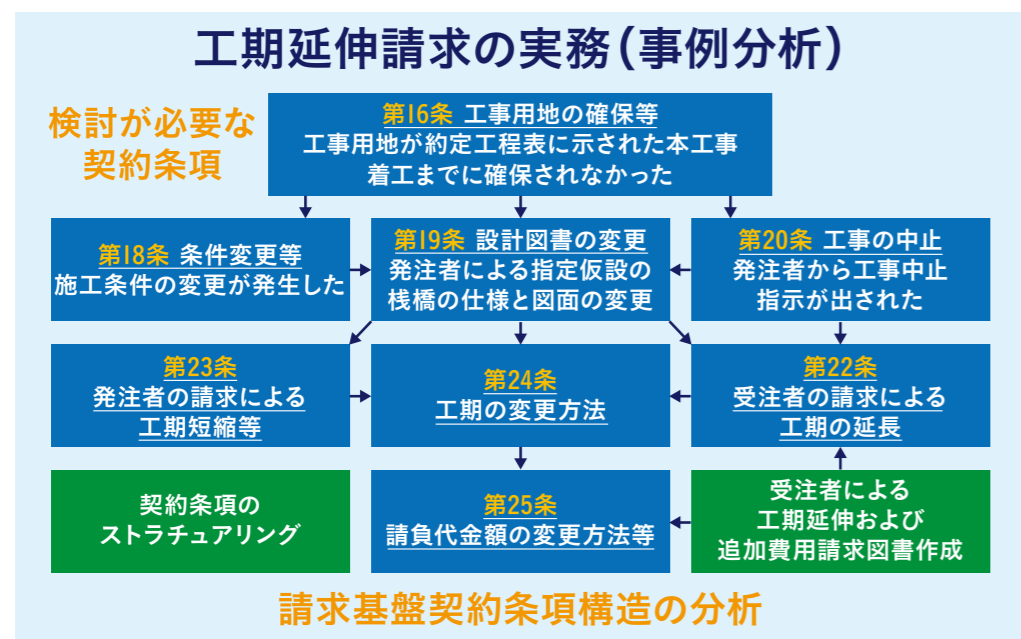 工期延伸請求の実務(事例分析)
検討が必要な
契約条項
第16条 工事用地の確保等
工事用地が約定工程表に示された本工事
着工までに確保されなかった
第18条 条件変更等
施工条件の変更が発生した
第19条 設計図書の変更
発注者による指定仮設の
桟橋の仕様と図面の変更
第20条 工事の中止
発注者から工事中止
指示が出された
第23条
発注者の請求による
工期短縮等
第24条
工期の変更方法
第22条
受注者の請求による
工期の延長
契約条項の
ストラチュアリング
第25条
請負代金額の変更方法等
受注者による
工期延伸および
追加費用請求図書作成
請求基盤契約条項構造の分析